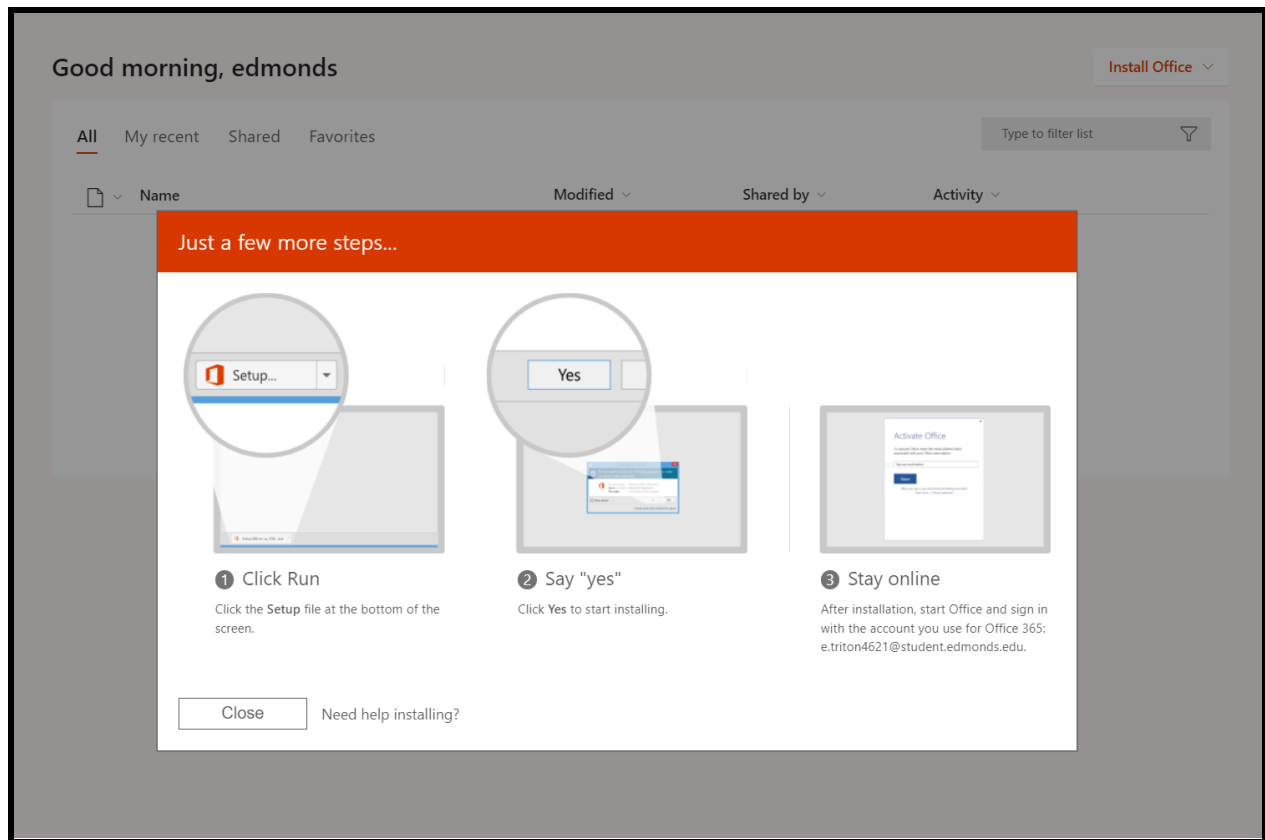 Good morning, edmonds
Install Office
All My recent Shared Favorites
Type to filter list
Name Modified Shared by Activity
Just a few more steps...
Setup...
Yes
Activate Office
Next
1 Click Run
Click the Setup file at the bottom of the
screen.
2 Say "yes"
Click Yes to start installing.
3 Stay online
After installation, start Office and sign in
with the account you use for Office 365:
e.triton4621@student.edmonds.edu.
Close
Need help installing?